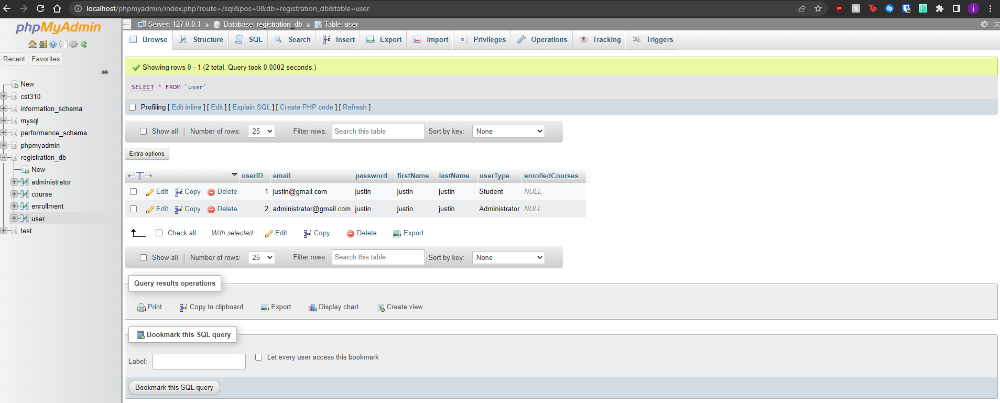 localhost/phpmyadmin/index.php?route=/sql&pos=0&db=registration_db&table=user
phpMyAdmin
Recent Favorites
New
cst310
information_schema
mysql
performance_schema
phpmyadmin
registration_db
New
administrator
course
enrollment
user
test
Server: 127.0.0.1 » Database: registration_db » Table: user
Browse Structure SQL Search Insert Export Import Privileges Operations Tracking Triggers
Showing rows 0 - 1 (2 total, Query took 0.0002 seconds.)
SELECT * FROM `user`
Profiling [ Edit inline ] [ Edit ] [ Explain SQL ] [ Create PHP code ] [ Refresh ]
Show all Number of rows: 25 Filter rows: Search this table Sort by key: None
Extra options
userID email password firstName lastName userType enrolledCourses
Edit Copy Delete 1 justin@gmail.com justin justin justin Student NULL
Edit Copy Delete 2 administrator@gmail.com justin justin justin Administrator NULL
Check all With selected: Edit Copy Delete Export
Show all Number of rows: 25 Filter rows: Search this table Sort by key: None
Query results operations
Print Copy to clipboard Export Display chart Create view
Bookmark this SQL query
Label: Let every user access this bookmark
Bookmark this SQL query